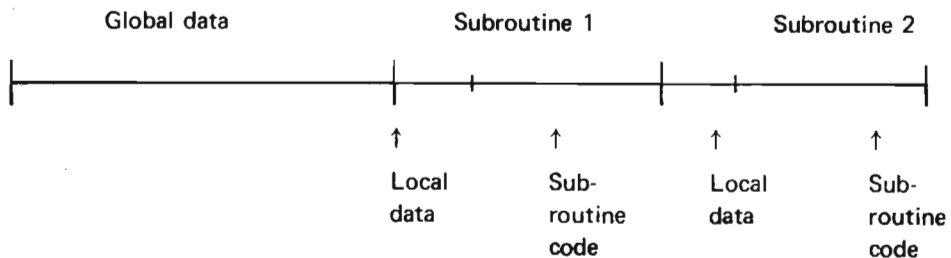 Global data
Subroutine 1
Subroutine 2
Local
data
Sub-
routine
code
Local
data
Sub-
routine
code